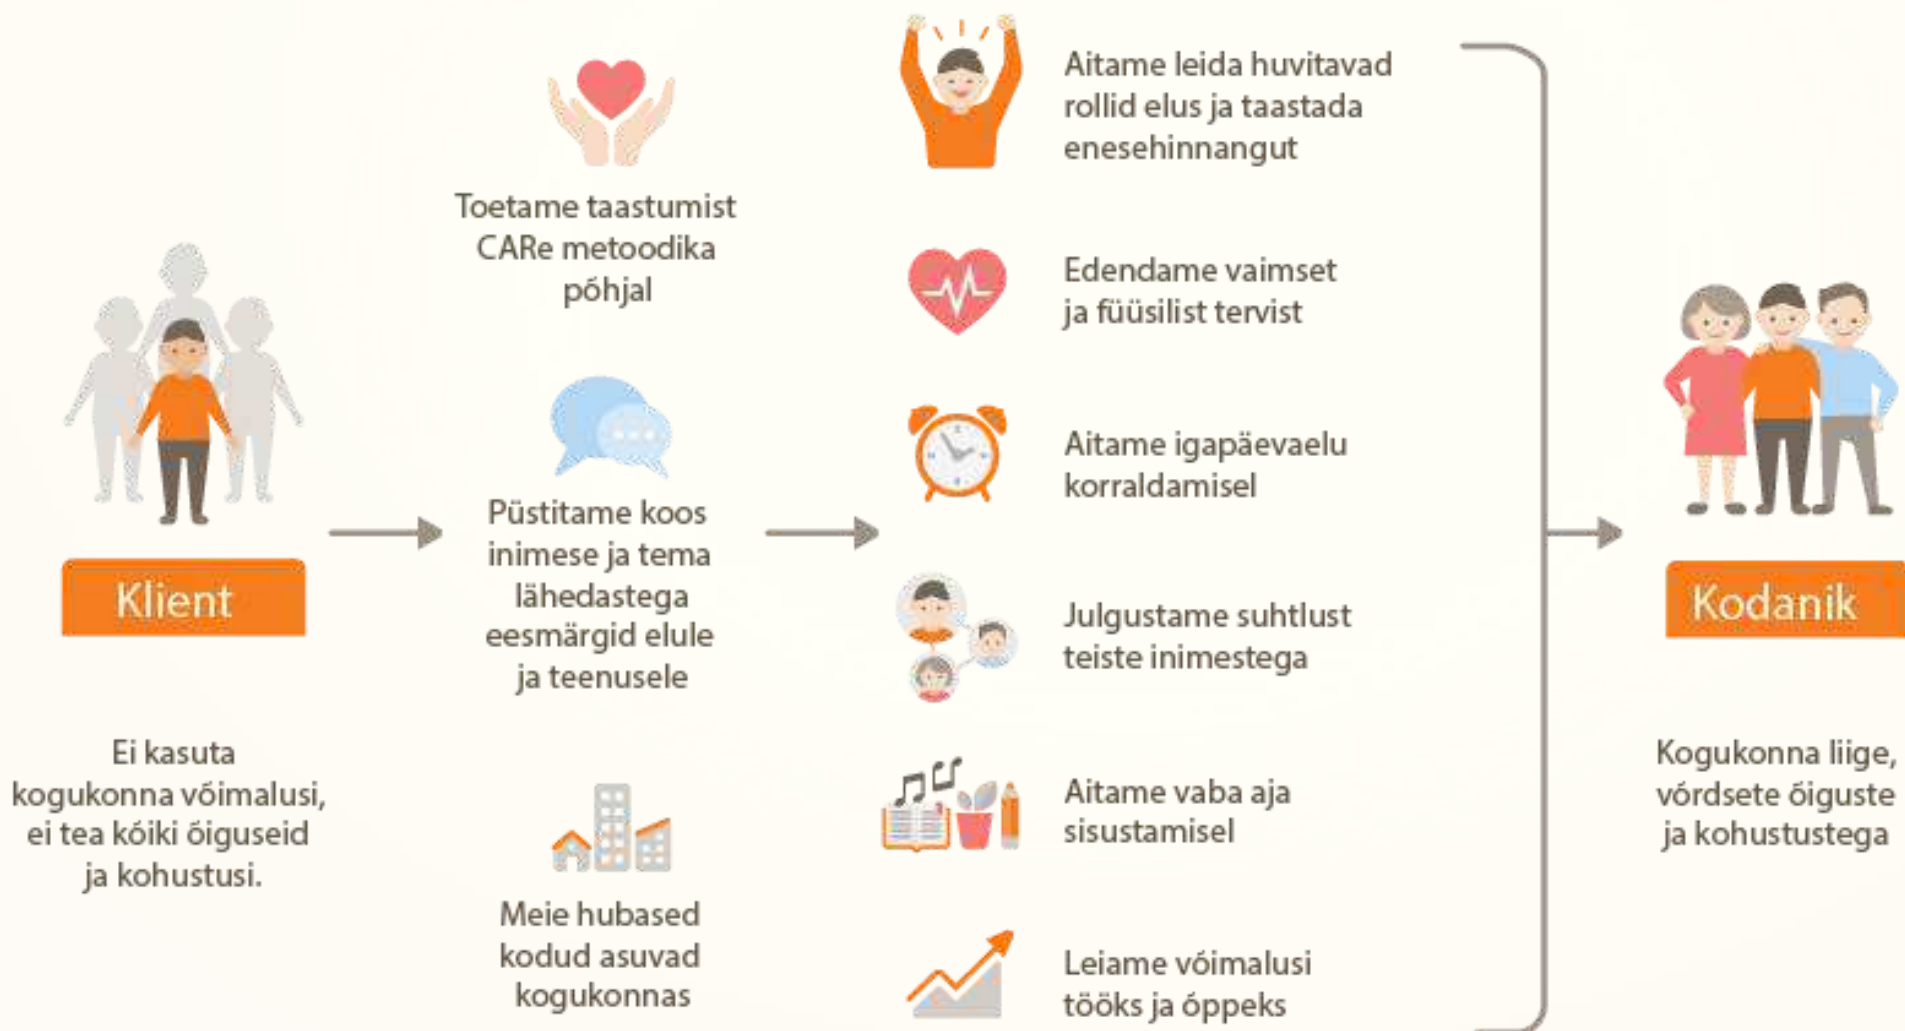 Klient
Ei kasuta
kogukonna võimalusi,
ei tea kõiki õiguseid
ja kohustusi.
Toetame taastumist
CARe metoodika
põhjal
Püstitame koos
inimese ja tema
lähedastega
eesmärgid elule
ja teenusele
Meie hubased
kodud asuvad
kogukonnas
Aitame leida huvitavad
rollid elus ja taastada
enesehinnangut
Edendame vaimset
ja füüsilist tervist
Aitame igapäevaelu
korraldamisel
Julgustame suhtlust
teiste inimestega
Aitame vaba aja
sisustamisel
Leiame võimalusi
tööks ja õppeks
Kodanik
Kogukonna liige,
võrdsete õiguste
ja kohustustega